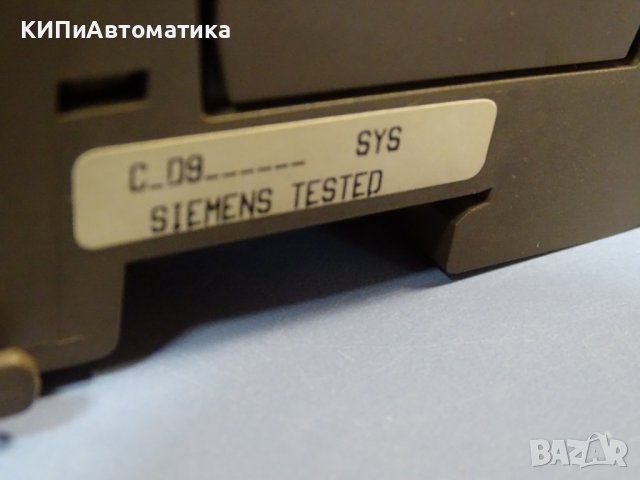 КИПиАвтоматика
C_09______ SYS
SIEMENS TESTED
BAZAR